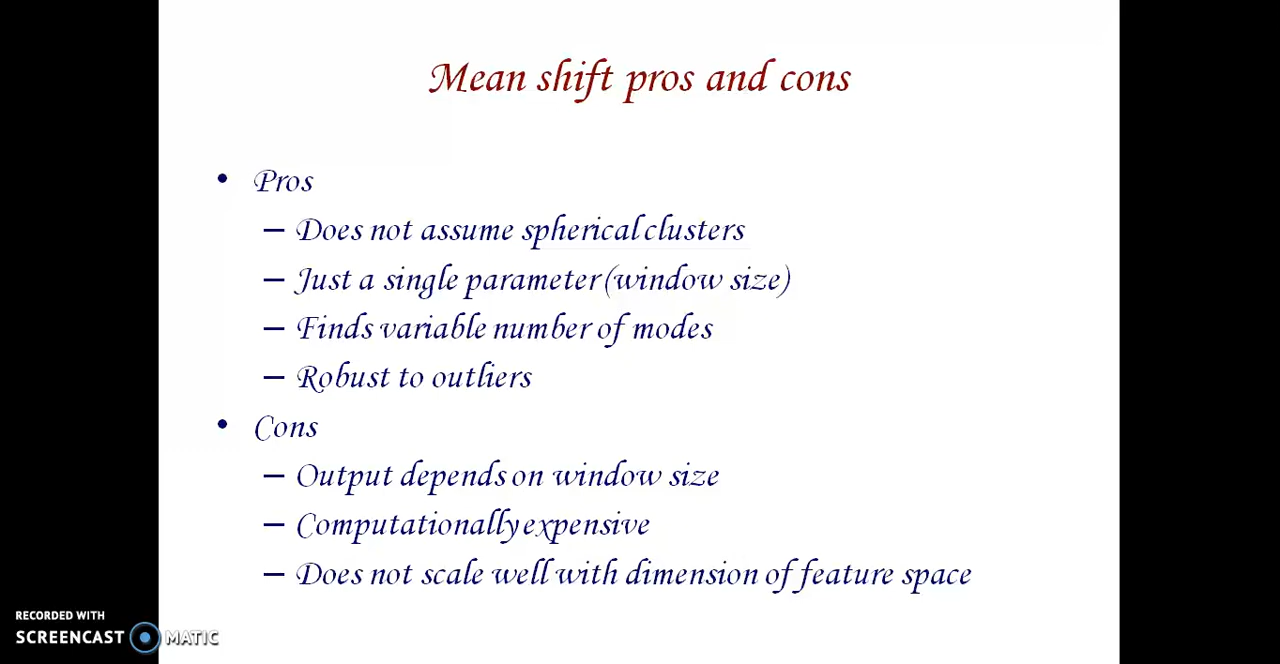 Mean shift pros and cons
• Pros
– Does not assume spherical clusters
– Just a single parameter (window size)
– Finds variable number of modes
– Robust to outliers
• Cons
– Output depends on window size
– Computationally expensive
– Does not scale well with dimension of feature space
RECORDED WITH
SCREENCAST MATIC